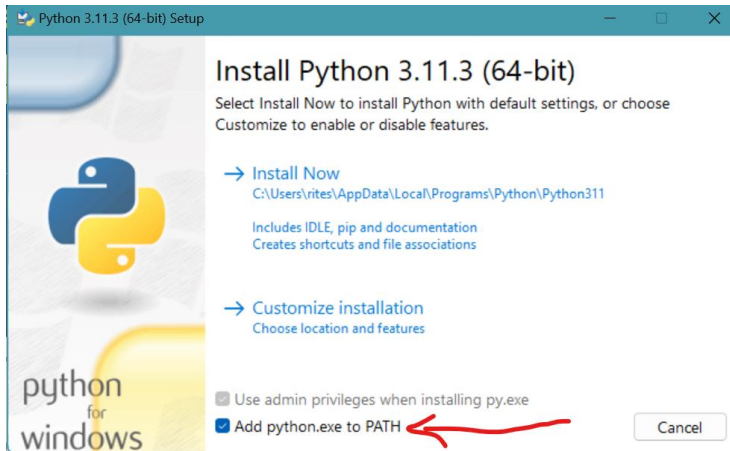 Python 3.11.3 (64-bit) Setup
Install Python 3.11.3 (64-bit)
Select Install Now to install Python with default settings, or choose
Customize to enable or disable features.
Install Now
C:\Users\rites\AppData\Local\Programs\Python\Python311
Includes IDLE, pip and documentation
Creates shortcuts and file associations
Customize installation
Choose location and features
python
for
windows
Use admin privileges when installing py.exe
Add python.exe to PATH
Cancel